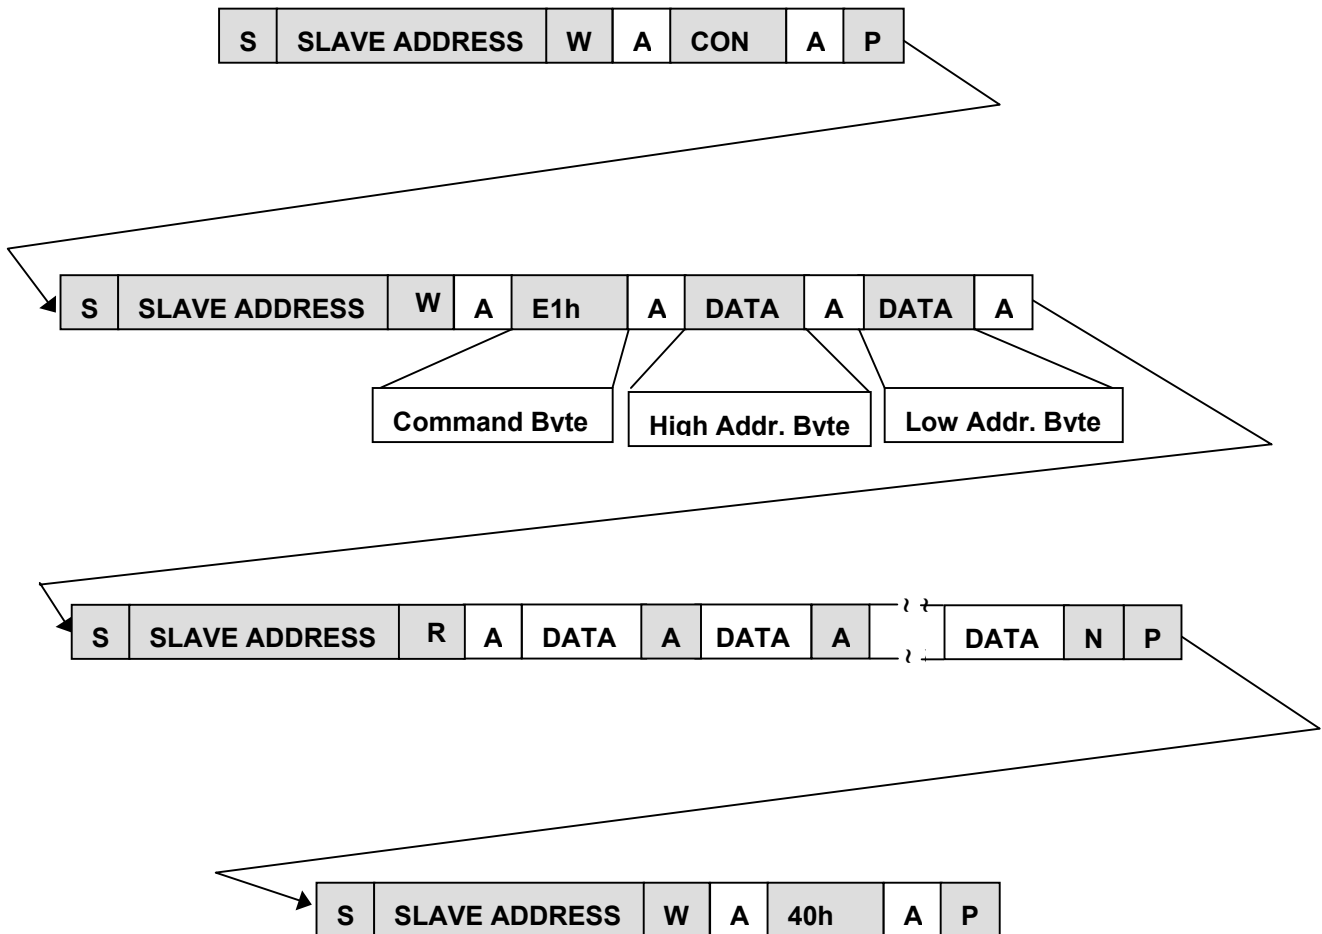 S SLAVE ADDRESS W A CON A P
S SLAVE ADDRESS W A E1h A DATA A DATA A
Command Byte High Addr. Byte Low Addr. Byte
S SLAVE ADDRESS R A DATA A DATA A ~ ~ DATA N P
S SLAVE ADDRESS W A 40h A P